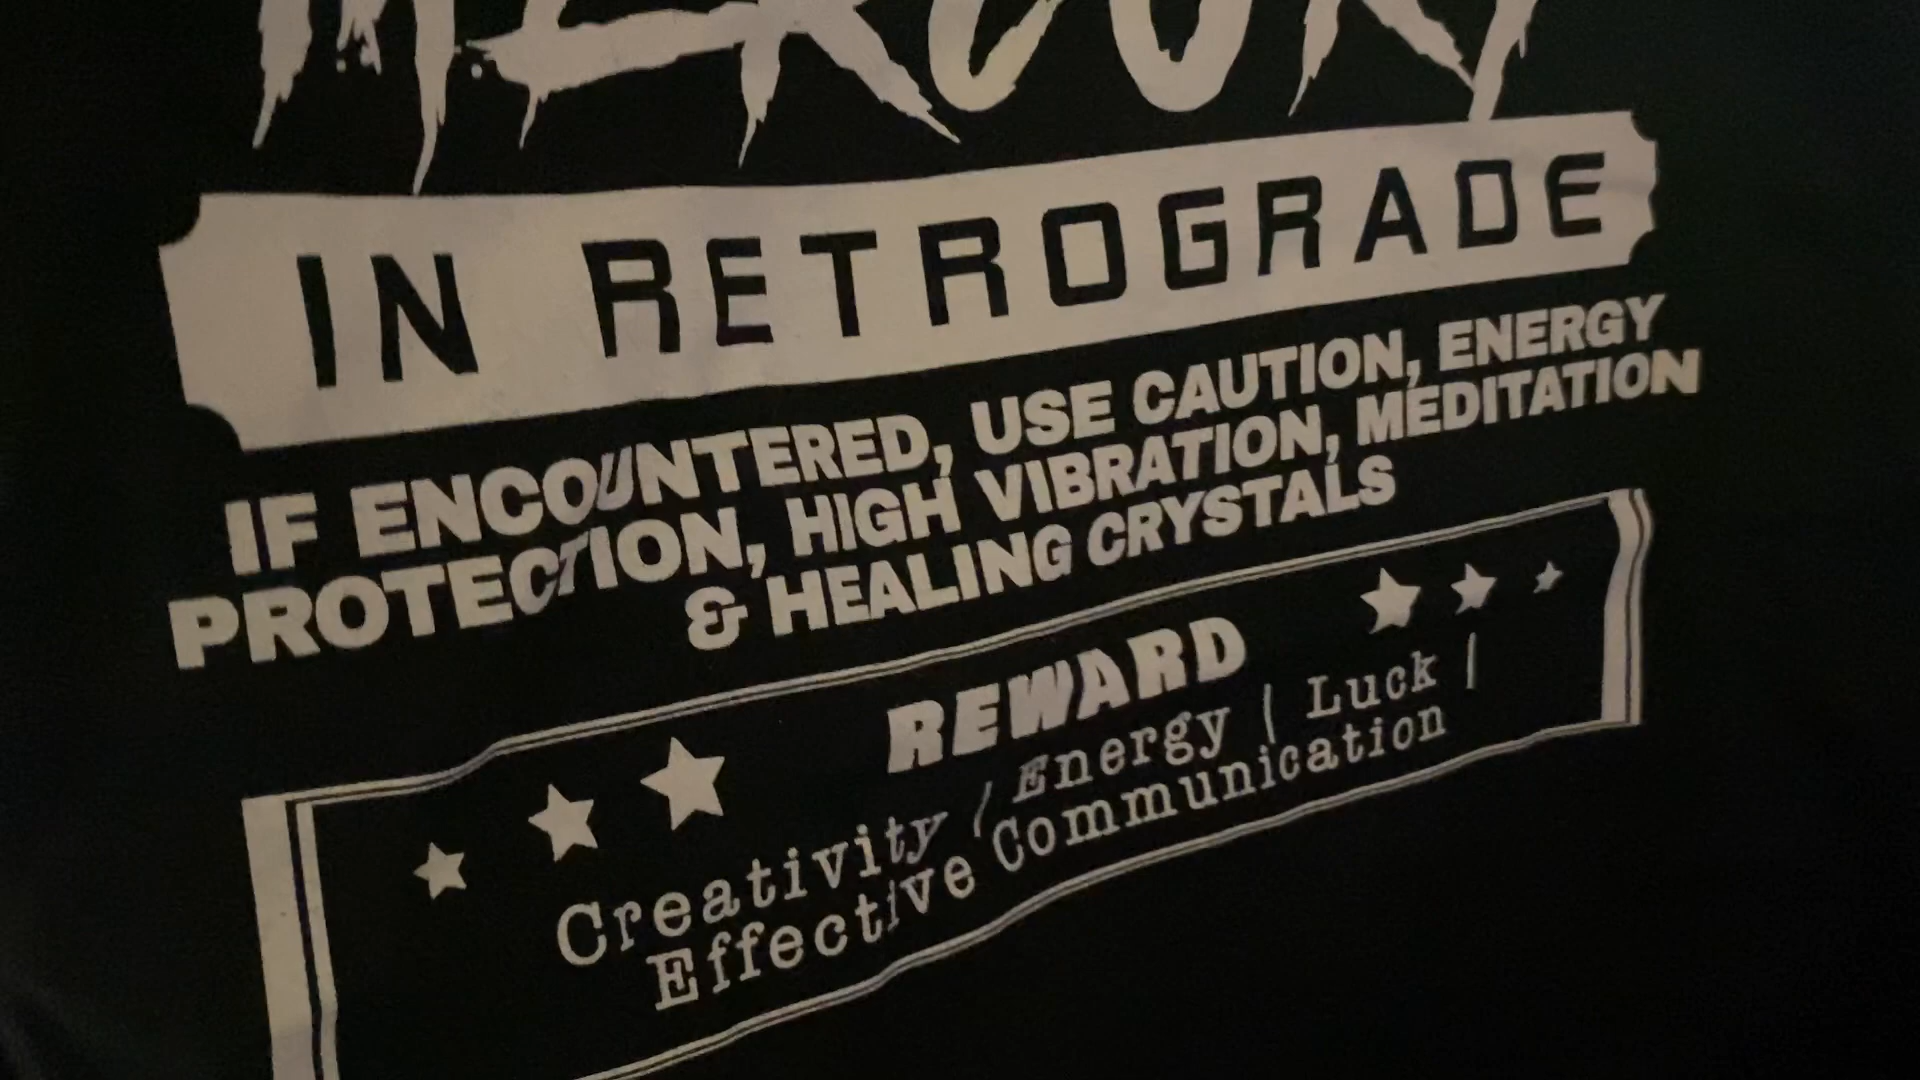 MERCURY
IN RETROGRADE
IF ENCOUNTERED, USE CAUTION, ENERGY
PROTECTION, HIGH VIBRATION, MEDITATION
& HEALING CRYSTALS
REWARD
Creativity | Energy | Luck |
Effective Communication